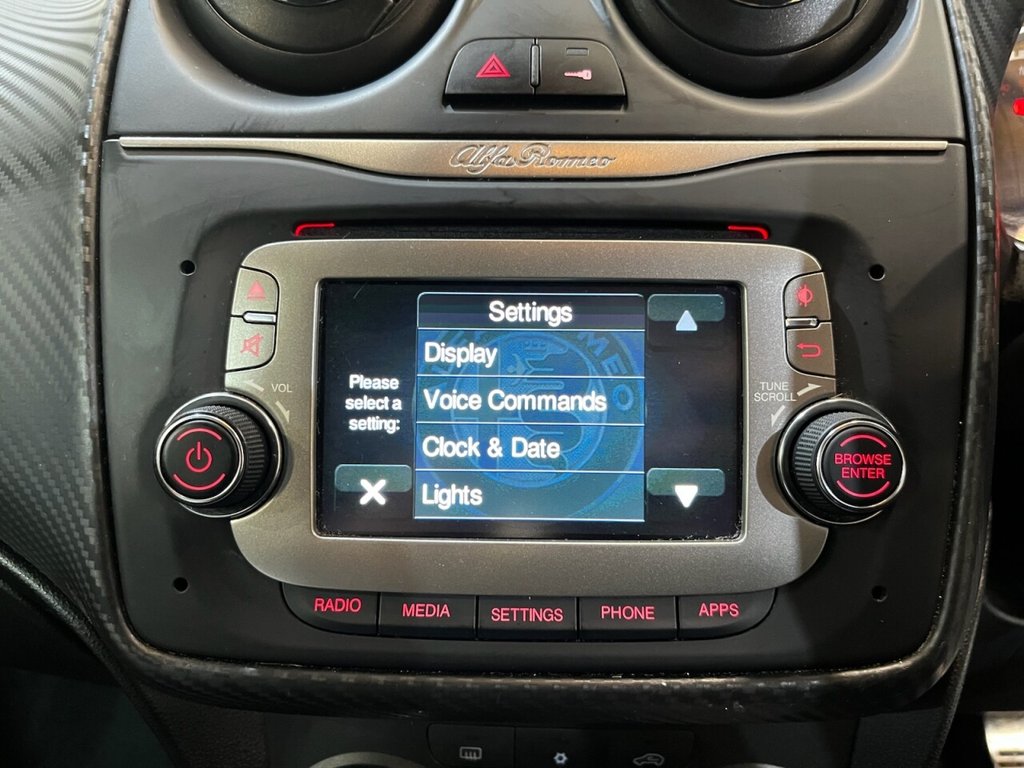 Alfa Romeo
Settings
Display
Please
select a
setting:
Voice Commands
Clock & Date
Lights
VOL
TUNE
SCROLL
BROWSE
ENTER
RADIO
MEDIA
SETTINGS
PHONE
APPS